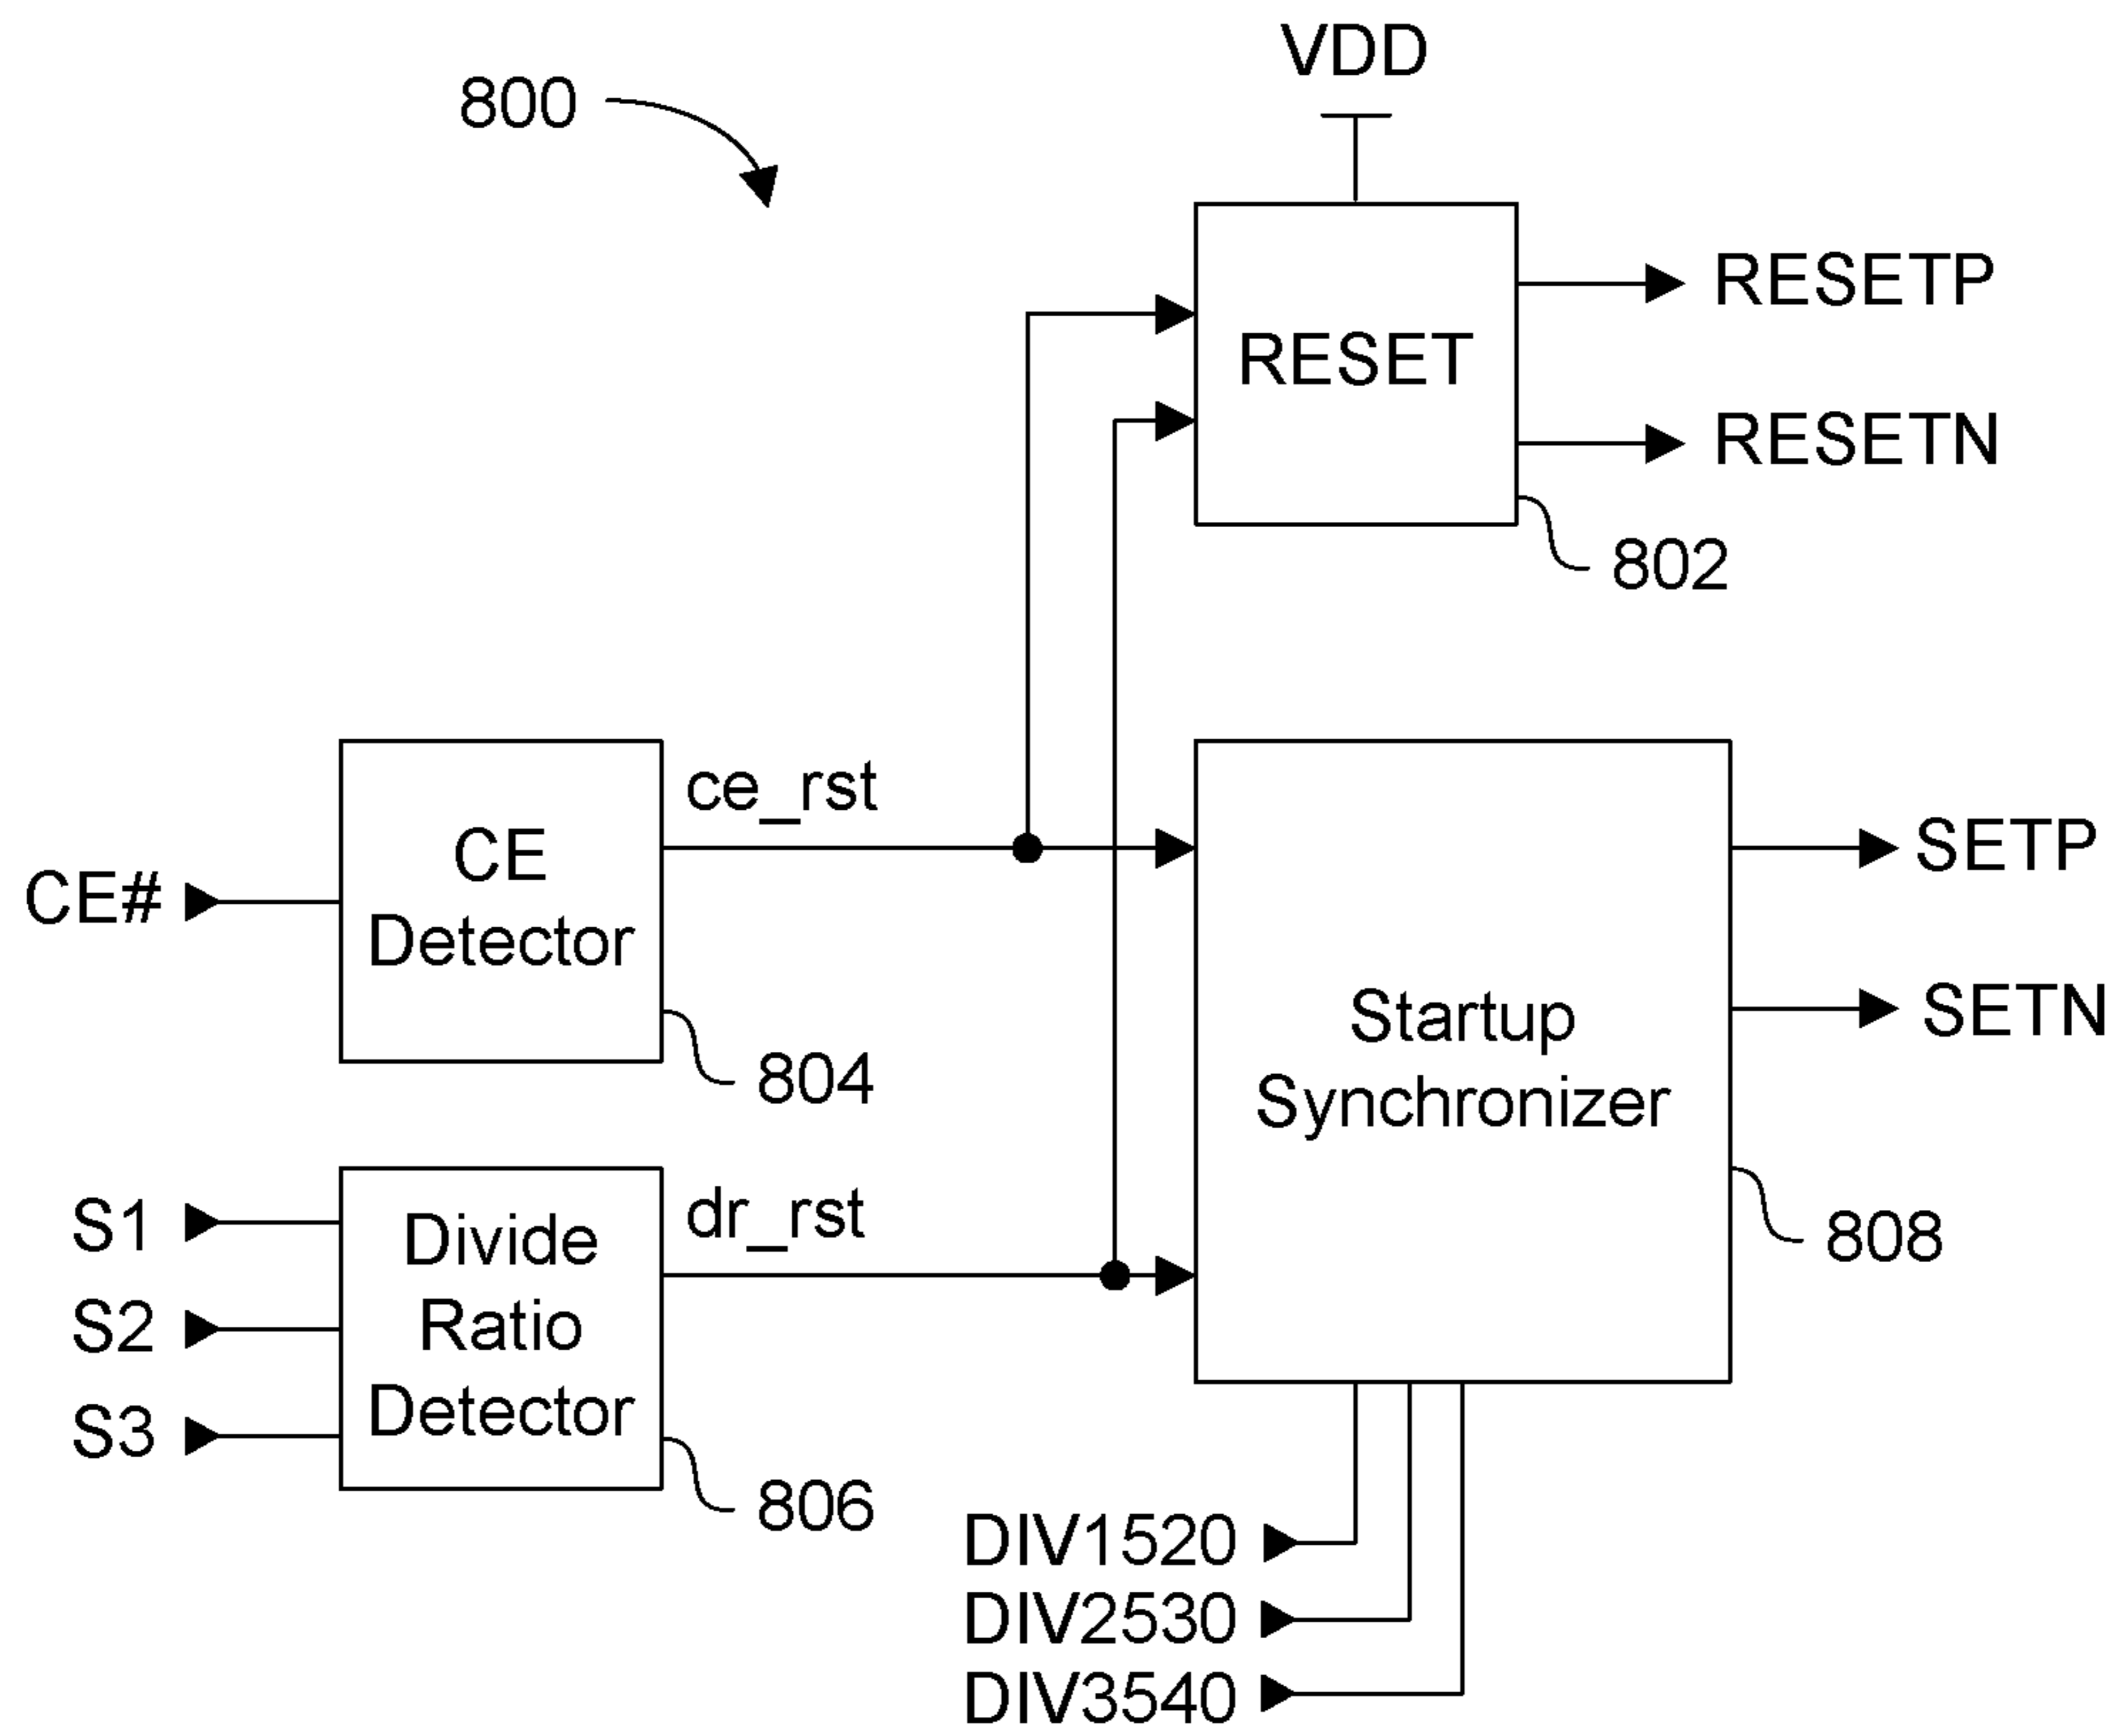 VDD
800
RESETP
RESET
RESETN
802
ce_rst
CE
Detector
CE#
804
SETP
SETN
Startup
Synchronizer
808
dr_rst
S1
S2
S3
Divide
Ratio
Detector
806
DIV1520
DIV2530
DIV3540